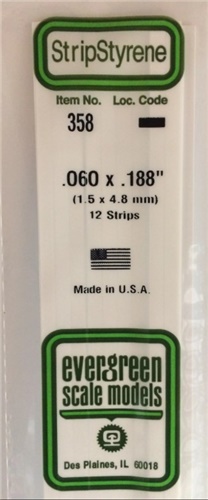 StripStyrene
Item No. Loc. Code
358
.060 x .188"
(1.5 x 4.8 mm)
12 Strips
Made in U.S.A.
evergreen
scale models
Des Plaines, IL 60018